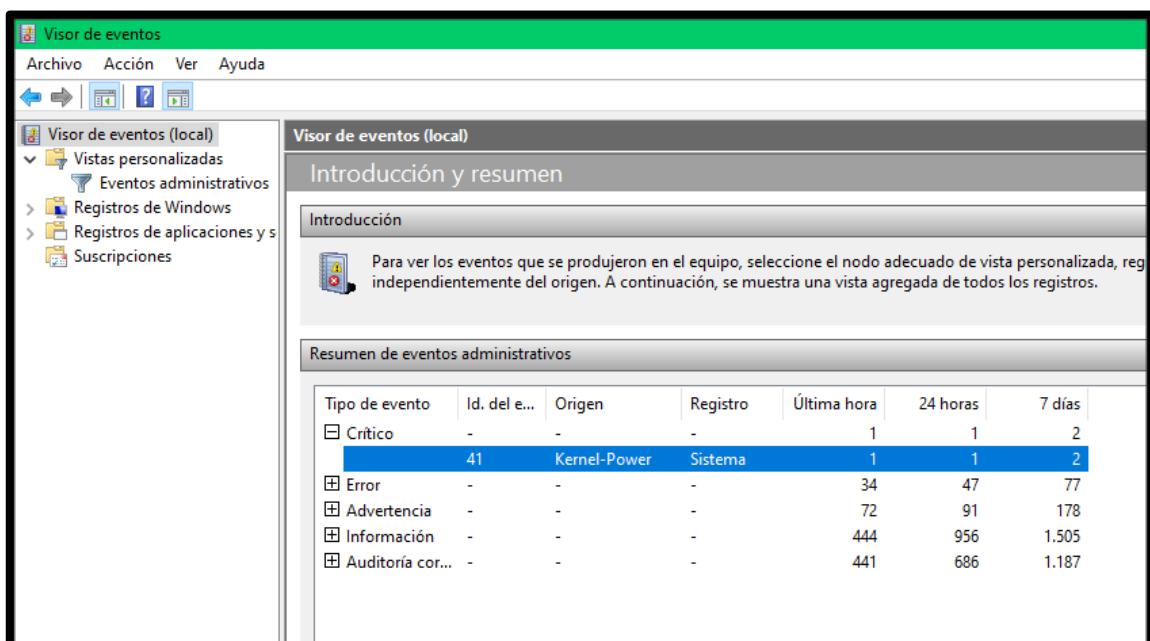 Visor de eventos
Archivo Acción Ver Ayuda
Visor de eventos (local)
Vistas personalizadas
Eventos administrativos
Registros de Windows
Registros de aplicaciones y s
Suscripciones
Visor de eventos (local)
Introducción y resumen
Introducción
Para ver los eventos que se produjeron en el equipo, seleccione el nodo adecuado de vista personalizada, reg
independientemente del origen. A continuación, se muestra una vista agregada de todos los registros.
Resumen de eventos administrativos
Tipo de evento Id. del e... Origen Registro Última hora 24 horas 7 días
Crítico - - - 1 1 2
41 Kernel-Power Sistema 1 1 2
Error - - - 34 47 77
Advertencia - - - 72 91 178
Información - - - 444 956 1.505
Auditoría cor... - - - 441 686 1.187